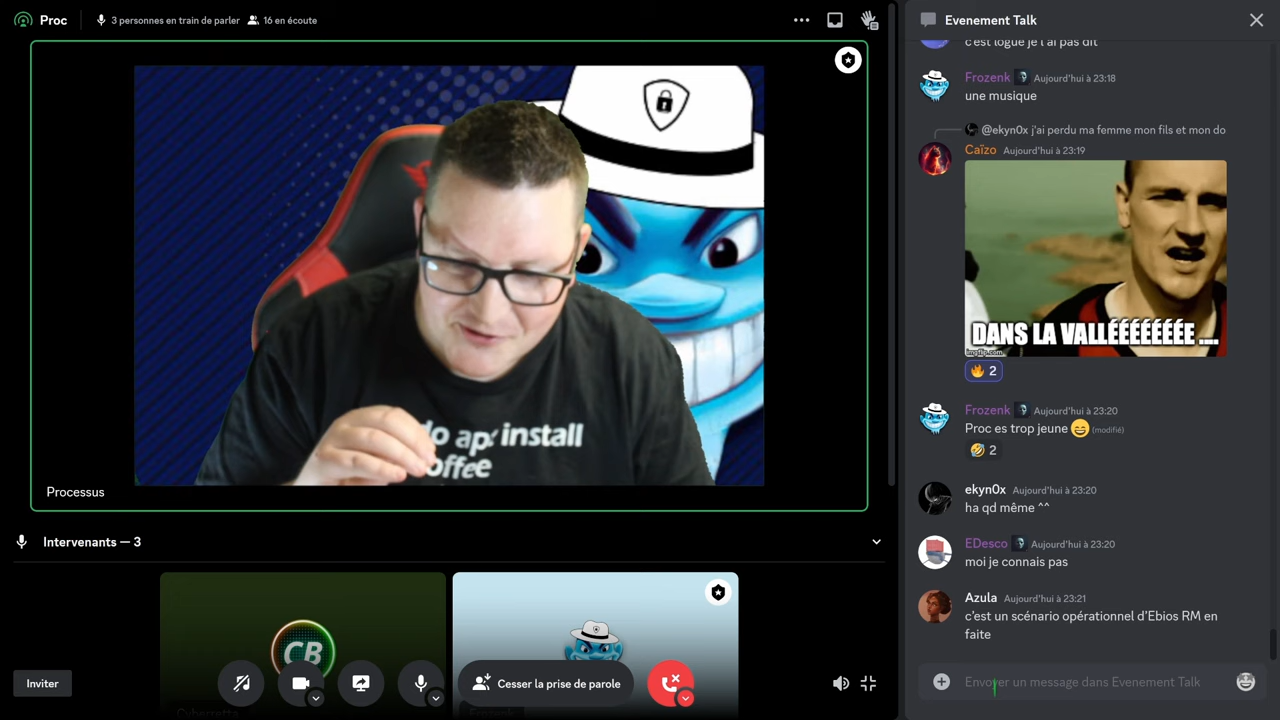 Proc
3 personnes en train de parler
16 en écoute
Evenement Talk
c'est logue je l'ai pas dit
Frozenk Aujourd'hui à 23:18
une musique
@ekyn0x j'ai perdu ma femme mon fils et mon do
Caïzo Aujourd'hui à 23:19
DANS LA VALLÉÉÉÉÉÉÉE ...
imgflip.com
🔥 2
Frozenk Aujourd'hui à 23:20
Proc es trop jeune 😄 (modifié)
🤣 2
ekyn0x Aujourd'hui à 23:20
ha qd même ^^
EDesco Aujourd'hui à 23:20
moi je connais pas
Azula Aujourd'hui à 23:21
c'est un scénario opérationnel d'Ebios RM en
faite
Envoyer un message dans Evenement Talk
install
offee
Processus
Intervenants — 3
CB
Inviter
Cesser la prise de parole